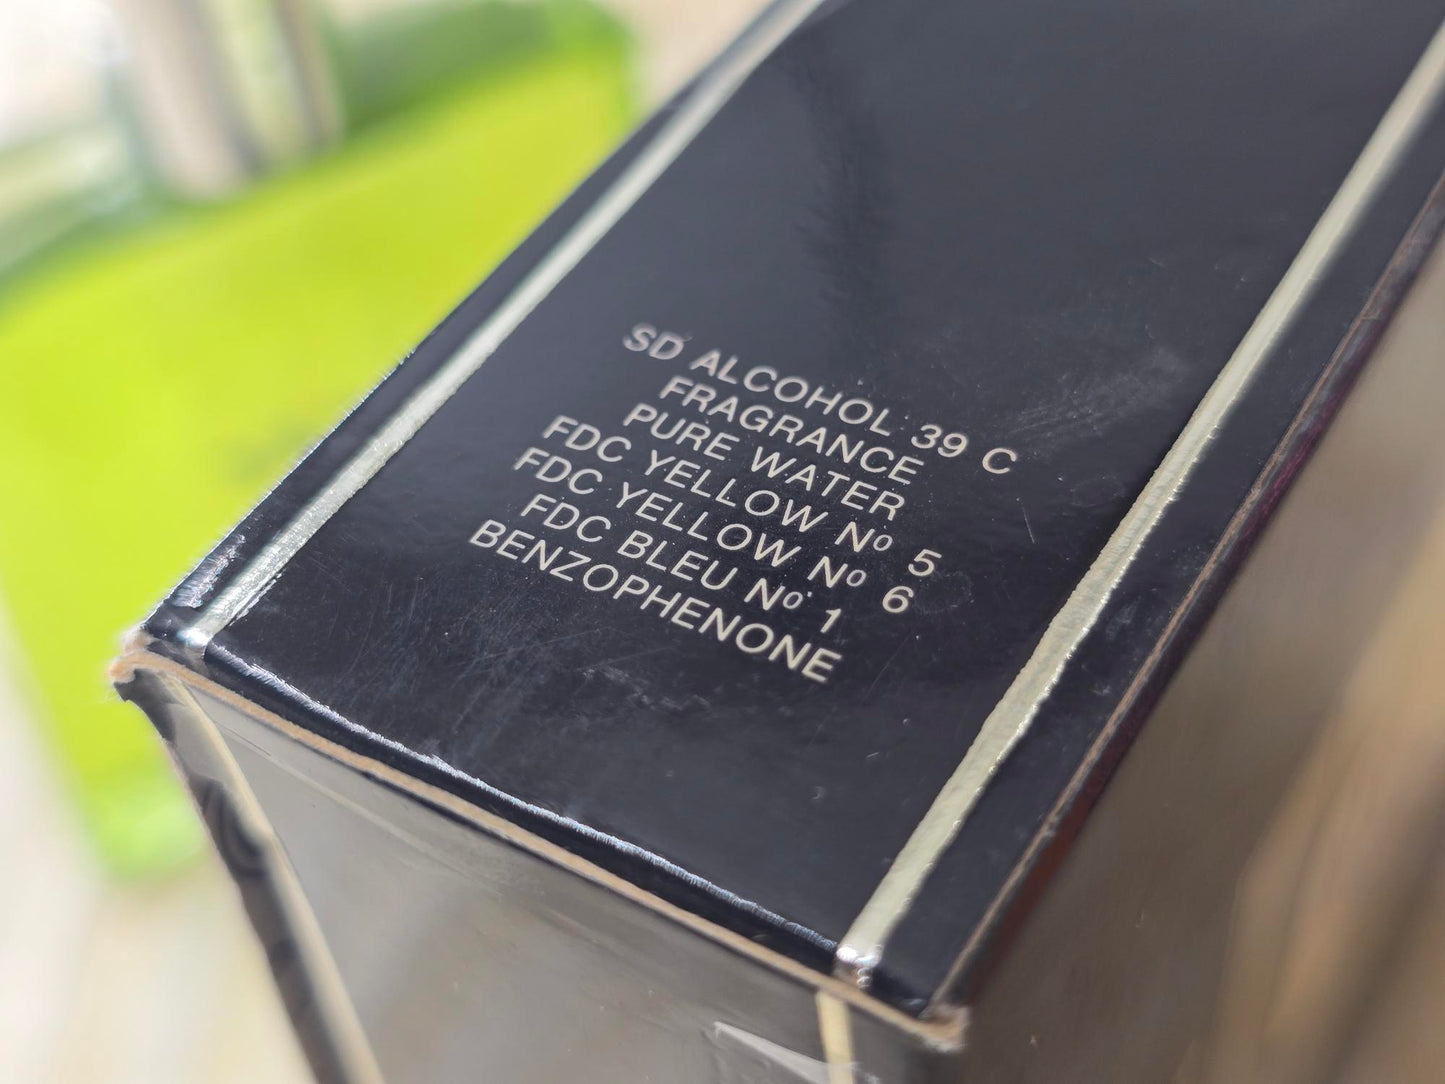 SD ALCOHOL 39 C
FRAGRANCE
PURE WATER
FDC YELLOW Nº 5
FDC YELLOW Nº 6
FDC BLEU Nº 1
BENZOPHENONE